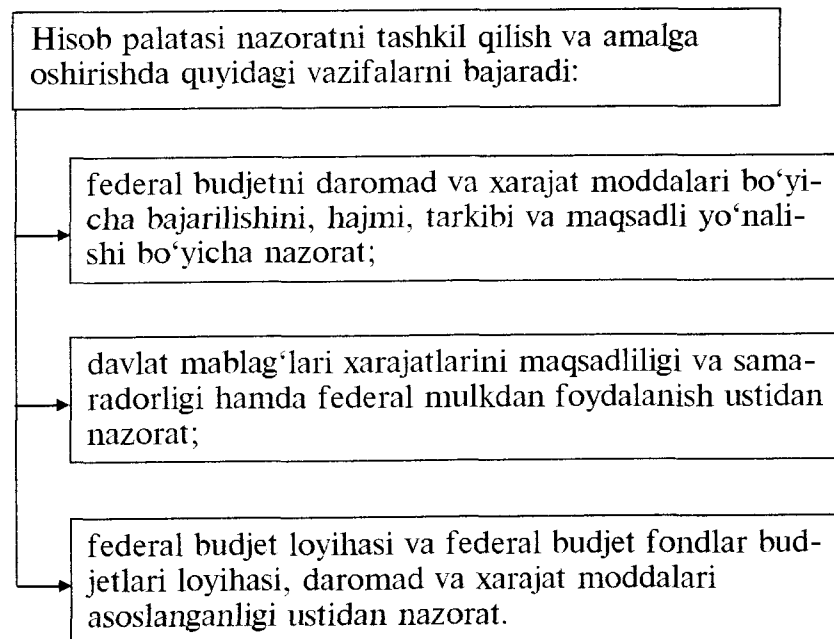 Hisob palatasi nazoratni tashkil qilish va amalga
oshirishda quyidagi vazifalarni bajaradi:
federal budjetni daromad va xarajat moddalari bo‘yi-
cha bajarilishini, hajmi, tarkibi va maqsadli yo‘nali-
shi bo‘yicha nazorat;
davlat mablag‘lari xarajatlarini maqsadliligi va sama-
radorligi hamda federal mulkdan foydalanish ustidan
nazorat;
federal budjet loyihasi va federal budjet fondlar bud-
jetlari loyihasi, daromad va xarajat moddalari
asoslanganligi ustidan nazorat.